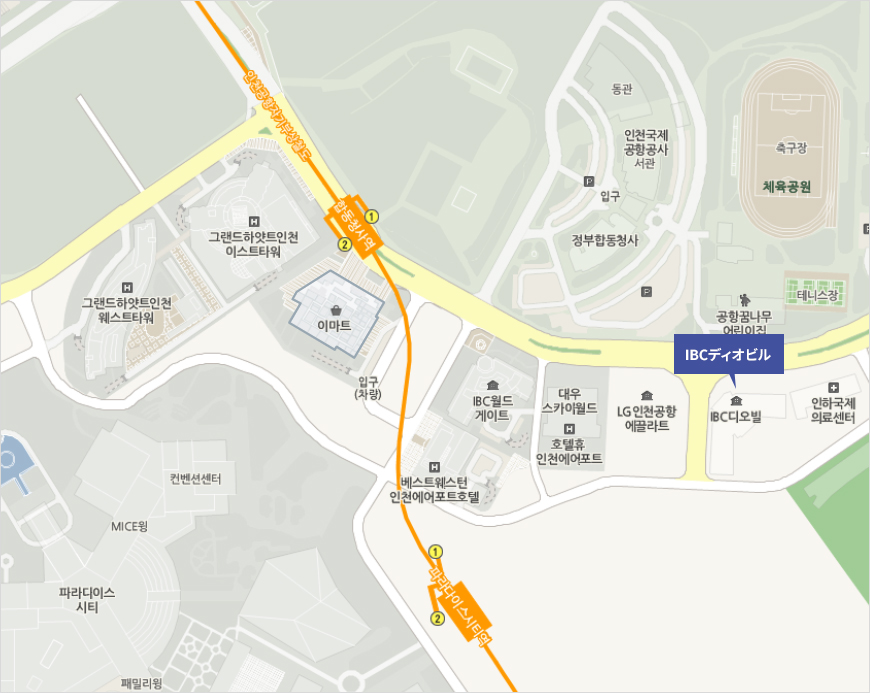 인천공항자기부상철도
동관
인천국제
공항공사
서관
축구장
체육공원
P
입구
합동청사역
1
2
H
그랜드하얏트인천
이스트타워
정부합동청사
P
H
그랜드하얏트인천
웨스트타워
테니스장
P
공항꿈나무
어린이집
이마트
IBCディオビル
입구
(차량)
IBC월드
게이트
대우
스카이월드
H
호텔휴
인천에어포트
LG인천공항
에끌라트
IBC디오빌
인하국제
의료센터
H
베스트웨스턴
인천에어포트호텔
컨벤션센터
MICE윙
1
파라다이스시티역
2
파라다이스
시티
패밀리윙